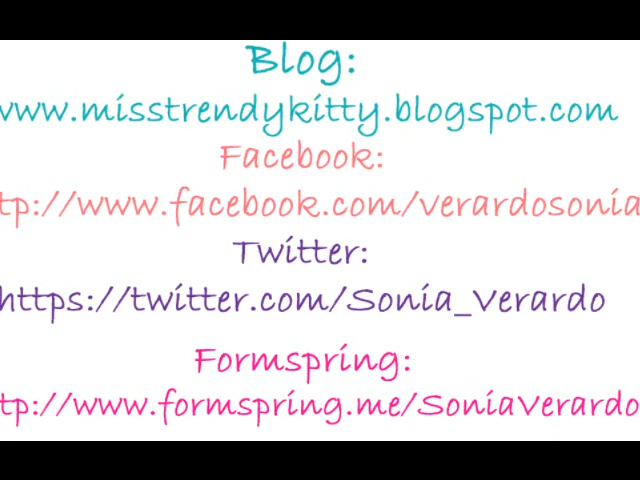 Blog:
www.misstrendykitty.blogspot.com
Facebook:
tp://www.facebook.com/verardosonia
Twitter:
https://twitter.com/Sonia_Verardo
Formspring:
tp://www.formspring.me/SoniaVerardo